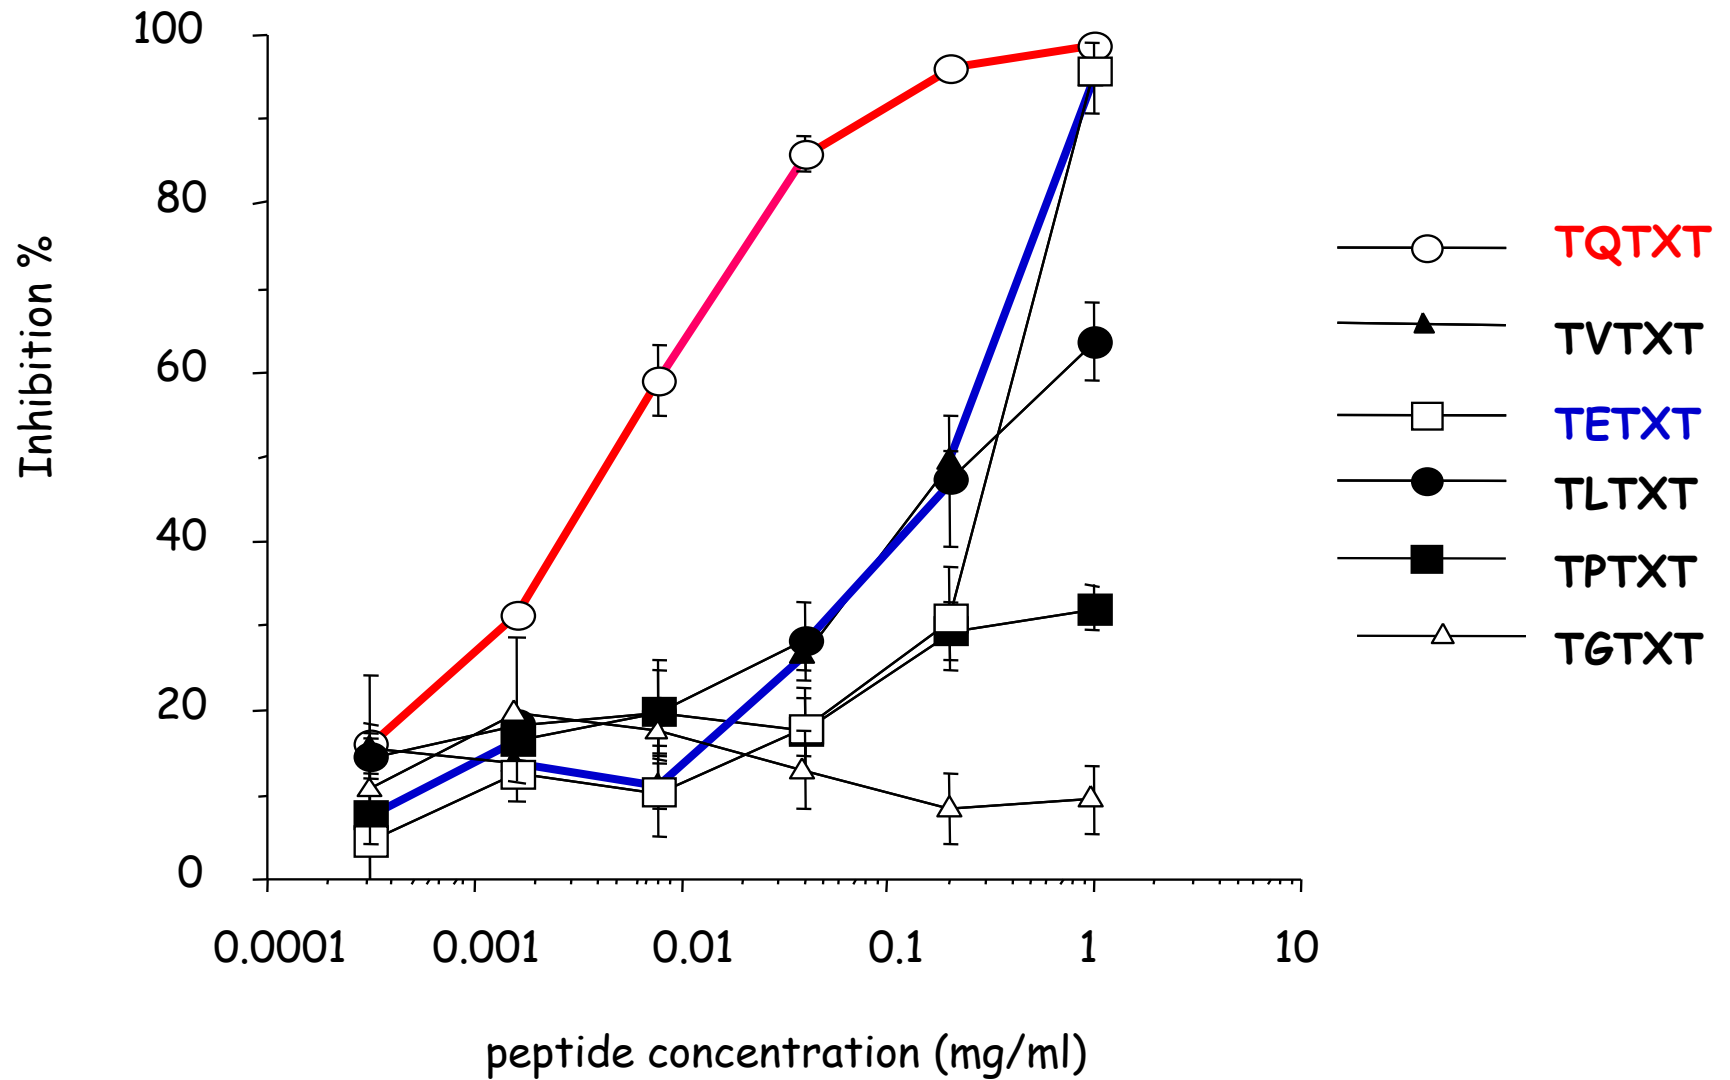 100
80
60
40
20
0
Inhibition %
0.0001 0.001 0.01 0.1 1 10
peptide concentration (mg/ml)
TQTXT
TVTXT
TETXT
TLTXT
TPTXT
TGTXT